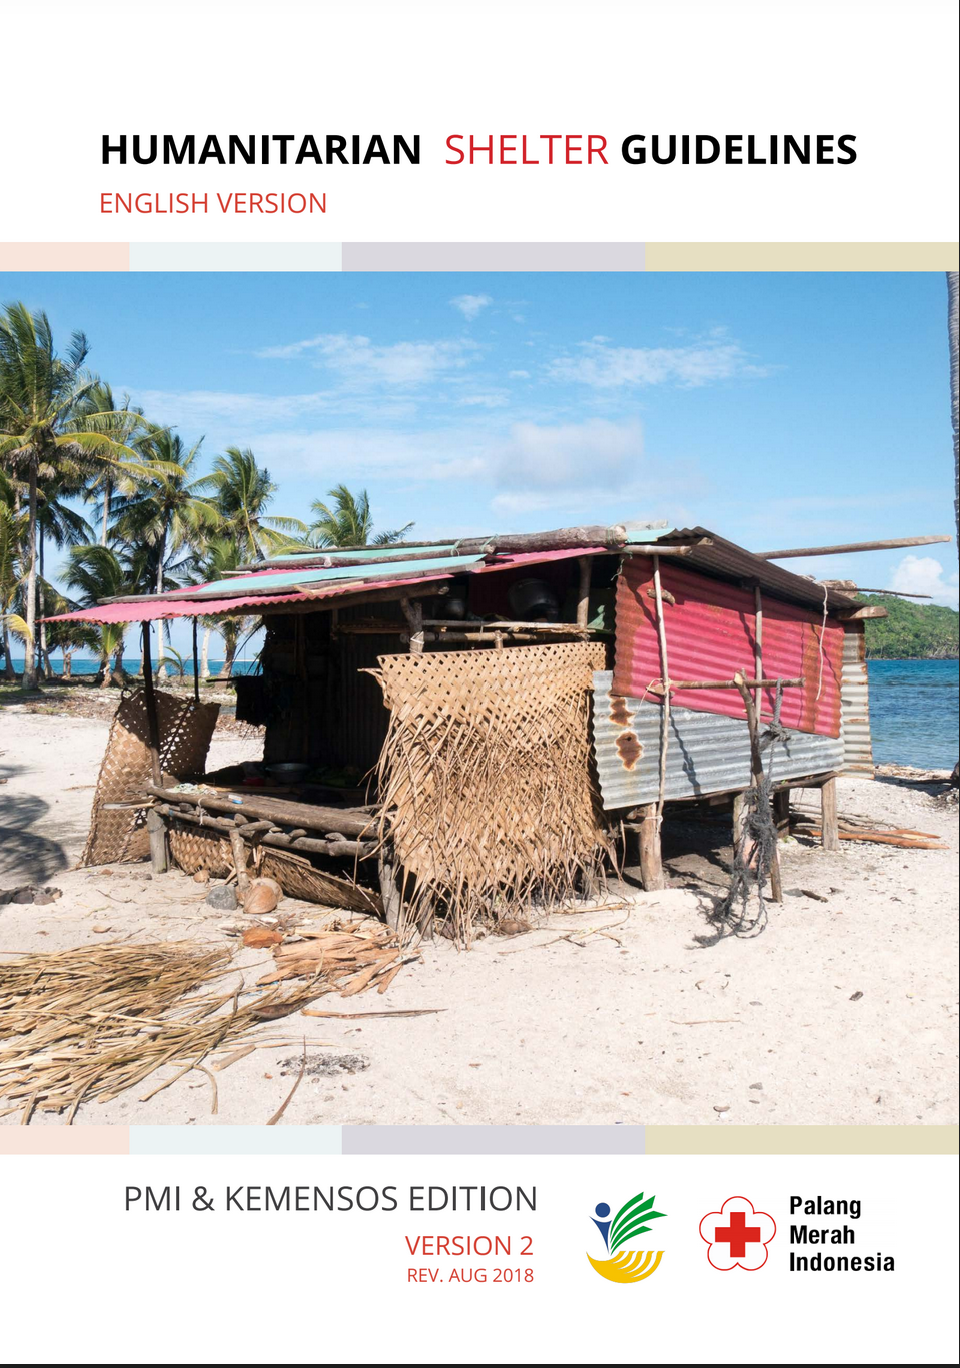 HUMANITARIAN SHELTER GUIDELINES
ENGLISH VERSION
PMI & KEMENSOS EDITION
VERSION 2
REV. AUG 2018
Palang
Merah
Indonesia